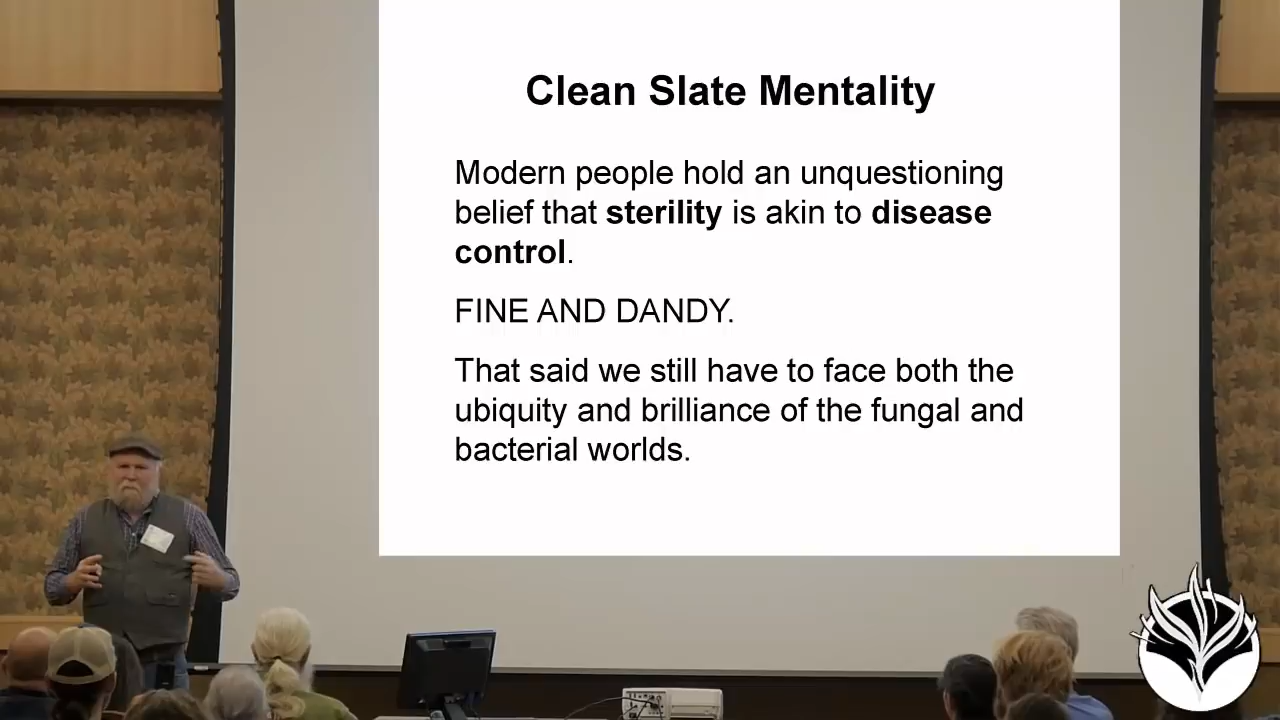 Clean Slate Mentality
Modern people hold an unquestioning
belief that sterility is akin to disease
control.
FINE AND DANDY.
That said we still have to face both the
ubiquity and brilliance of the fungal and
bacterial worlds.